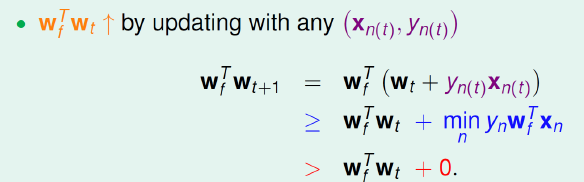 • w_f^T w_t ↑ by updating with any (x_{n(t)}, y_{n(t)})
w_f^T w_{t+1} = w_f^T (w_t + y_{n(t)} x_{n(t)})
≥ w_f^T w_t + min_n y_n w_f^T x_n
> w_f^T w_t + 0.